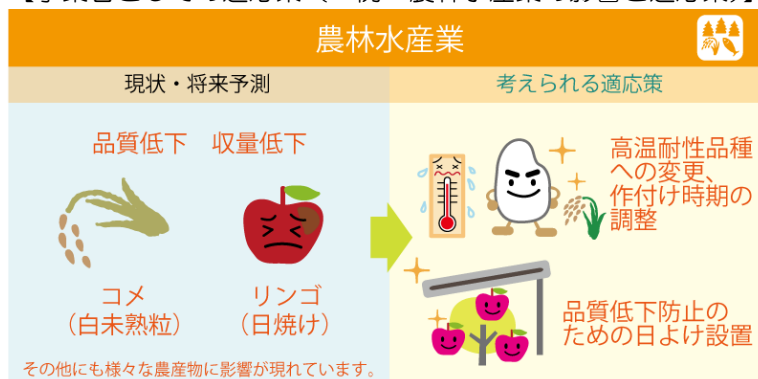 農林水産業
現状・将来予測
考えられる適応策
品質低下 収量低下
コメ
(白未熟粒)
リンゴ
(日焼け)
その他にも様々な農産物に影響が現れています。
高温耐性品種
への変更、
作付け時期の
調整
品質低下防止の
ための日よけ設置